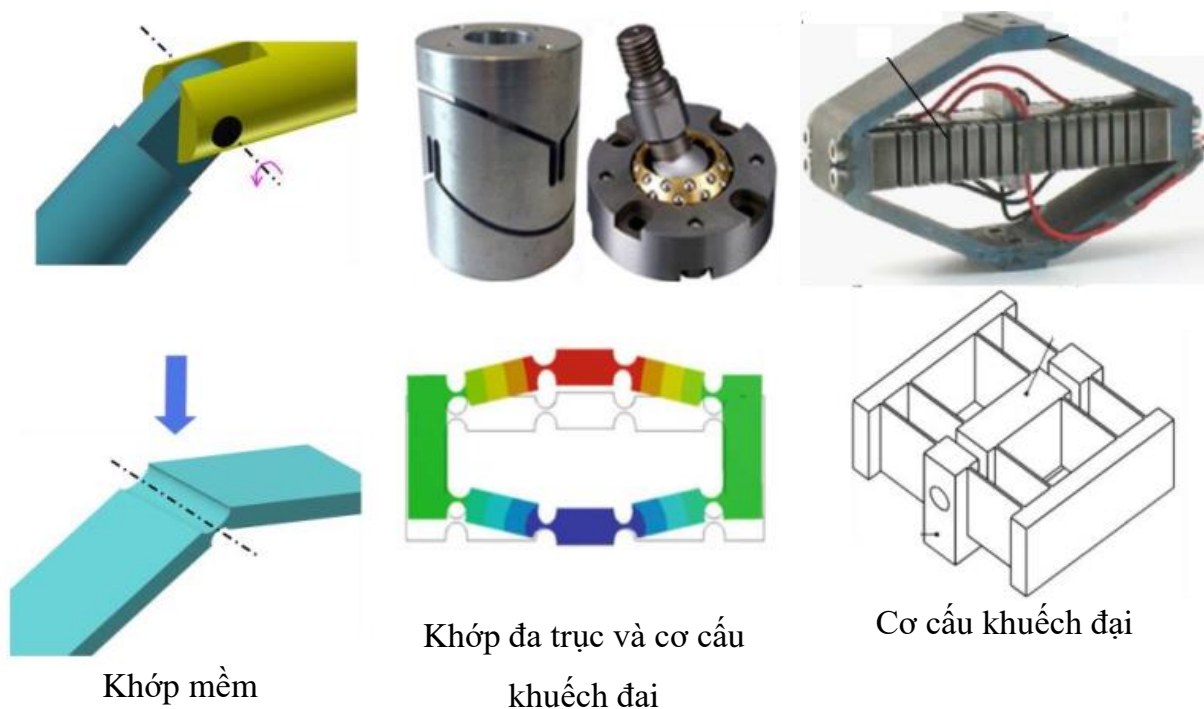 Khớp mềm
Khớp đa trục và cơ cấu
khuếch đai
Cơ cấu khuếch đại